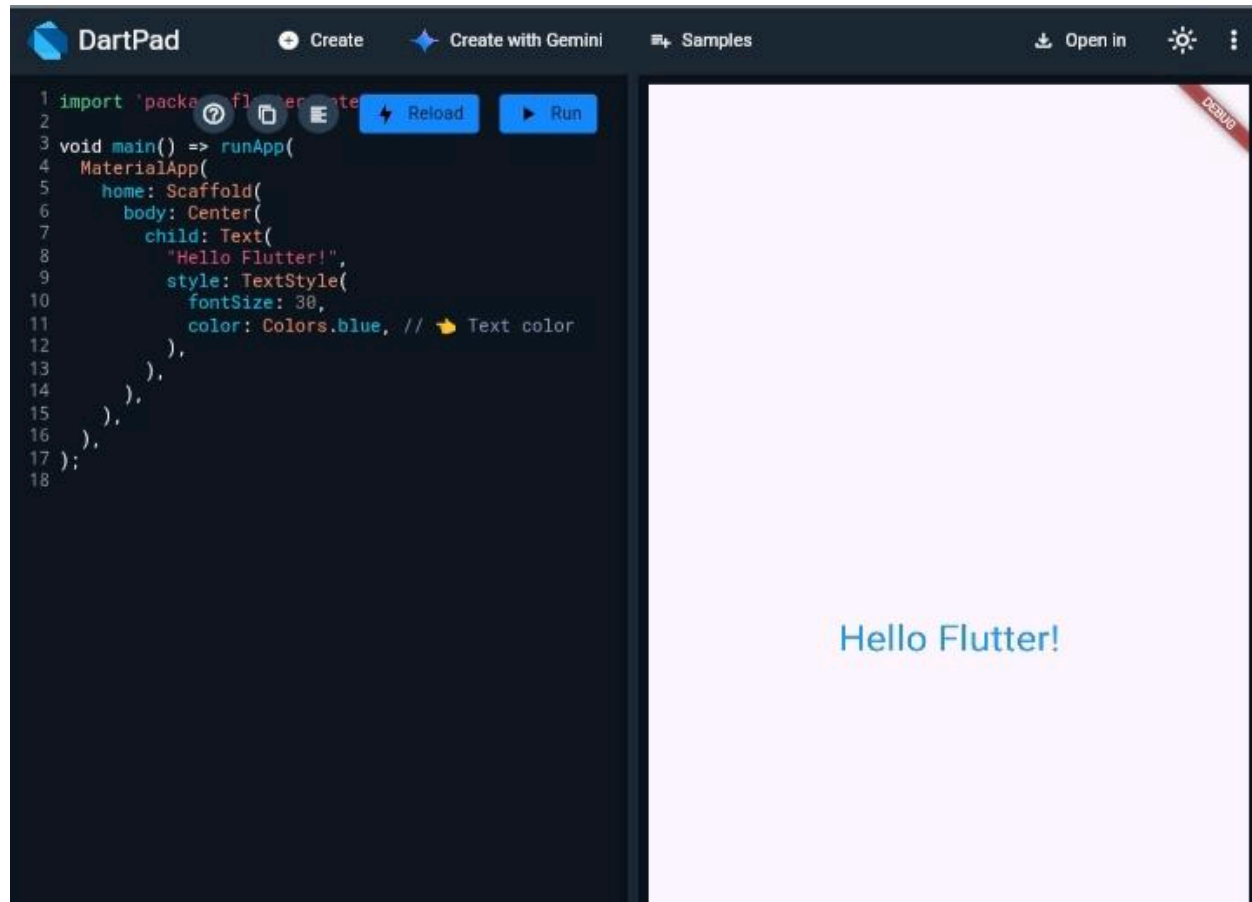 DartPad
Create
Create with Gemini
Samples
Open in
1 import 'packa
Reload
Run
2
3 void main() => runApp(
4 MaterialApp(
5 home: Scaffold(
6 body: Center(
7 child: Text(
8 "Hello Flutter!",
9 style: TextStyle(
10 fontSize: 30,
11 color: Colors.blue, // 👈 Text color
12 ),
13 ),
14 ),
15 ),
16 ),
17 );
18
DEBUG
Hello Flutter!